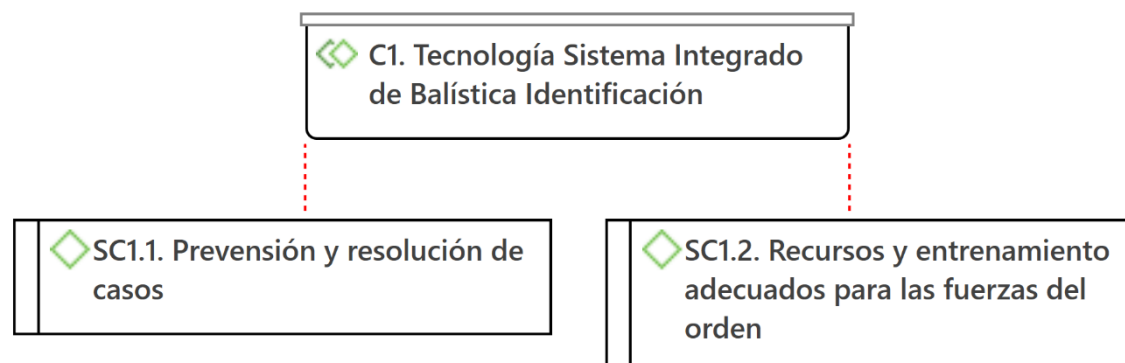 C1. Tecnología Sistema Integrado
de Balística Identificación
SC1.1. Prevensión y resolución de
casos
SC1.2. Recursos y entrenamiento
adecuados para las fuerzas del
orden